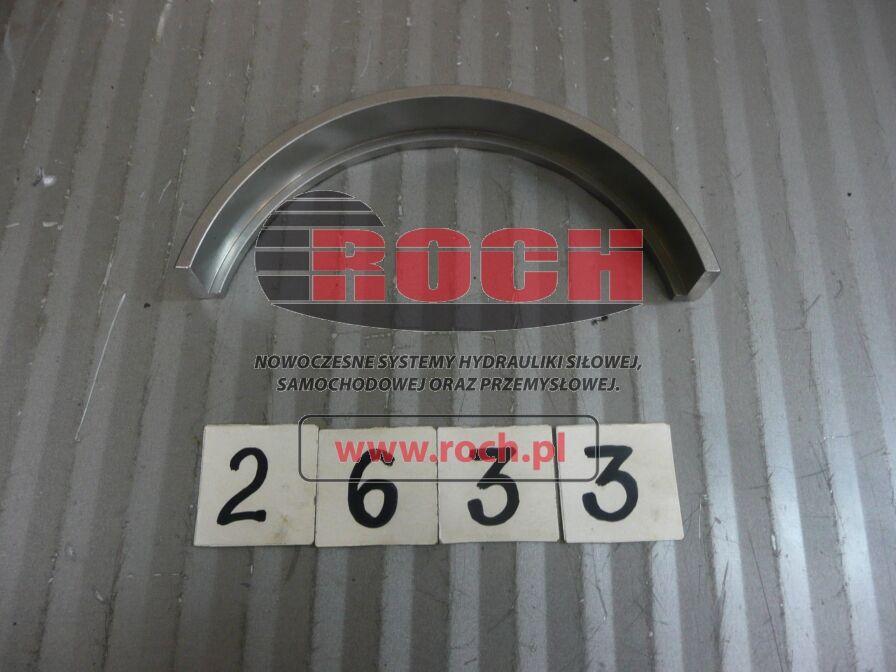 ROCH
NOWOCZESNE SYSTEMY HYDRAULIKI SIŁOWEJ,
SAMOCHODOWEJ ORAZ PRZEMYSŁOWEJ.
www.roch.pl
2 6 3 3